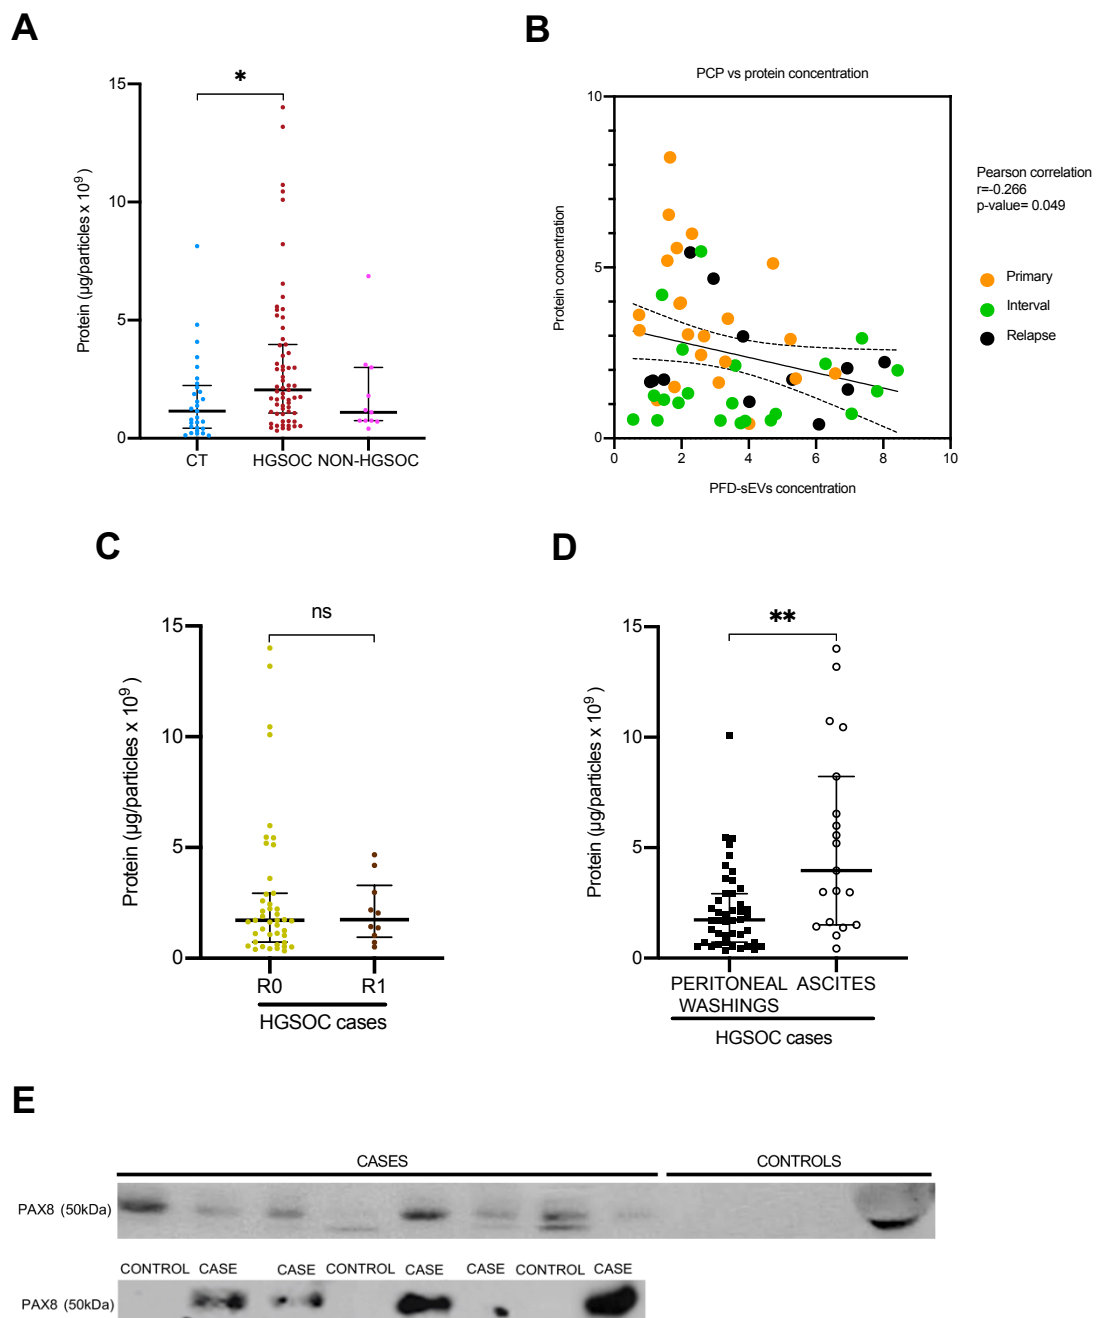 A
Protein (µg/particles x 10⁹)
15
10
5
0
*
CT
HGSOC
NON-HGSOC
B
PCP vs protein concentration
Protein concentration
10
5
0
0
2
4
6
8
10
PFD-sEVs concentration
Pearson correlation
r=-0.266
p-value= 0.049
Primary
Interval
Relapse
C
Protein (µg/particles x 10⁹)
15
10
5
0
ns
R0
R1
HGSOC cases
D
Protein (µg/particles x 10⁹)
15
10
5
0
**
PERITONEAL
WASHINGS
ASCITES
HGSOC cases
E
CASES
CONTROLS
PAX8 (50kDa)
CONTROL CASE CASE CONTROL CASE CASE CONTROL CASE
PAX8 (50kDa)